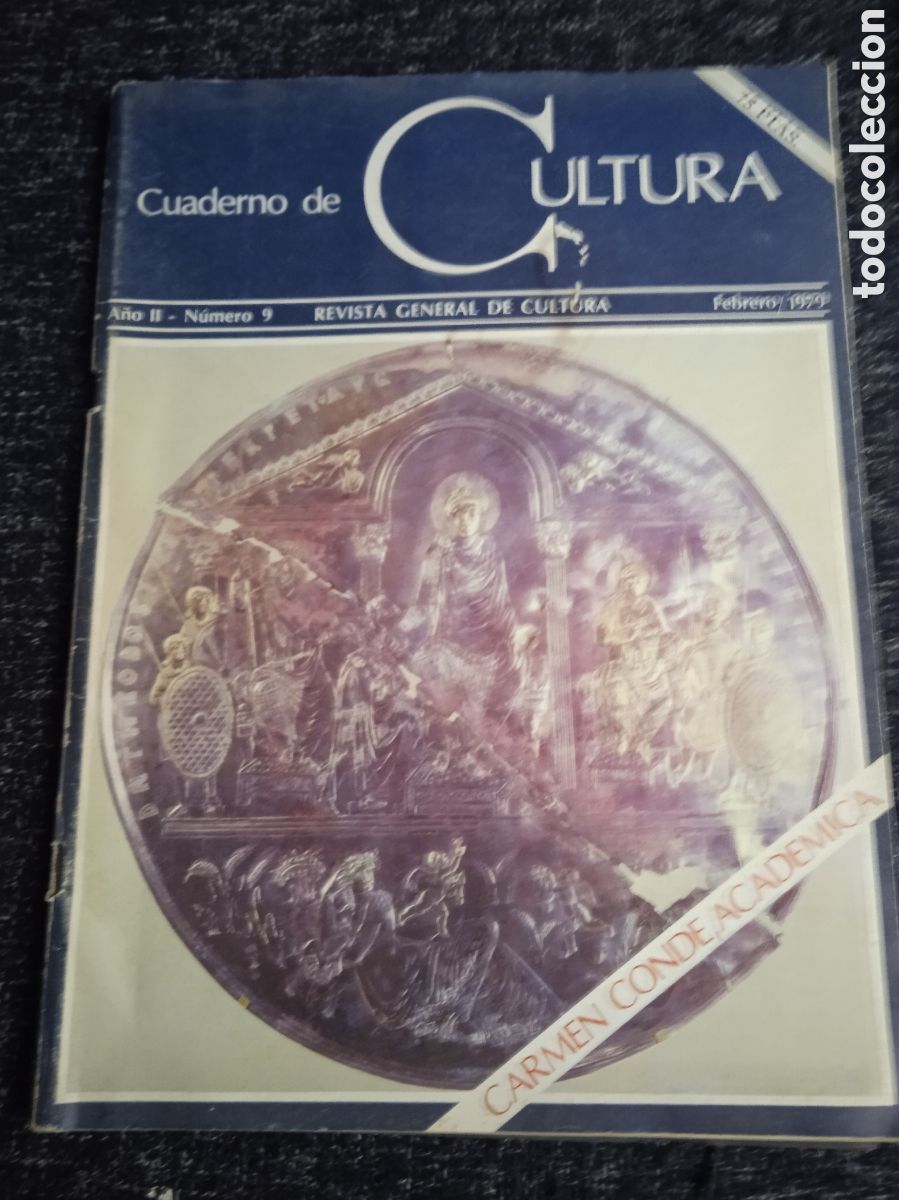 75 PTAS.
Cuaderno de CULTURA
Año II - Número 9 REVISTA GENERAL DE CULTURA Febrero/1979
CARMEN CONDE ACADEMICA
todocoleccion